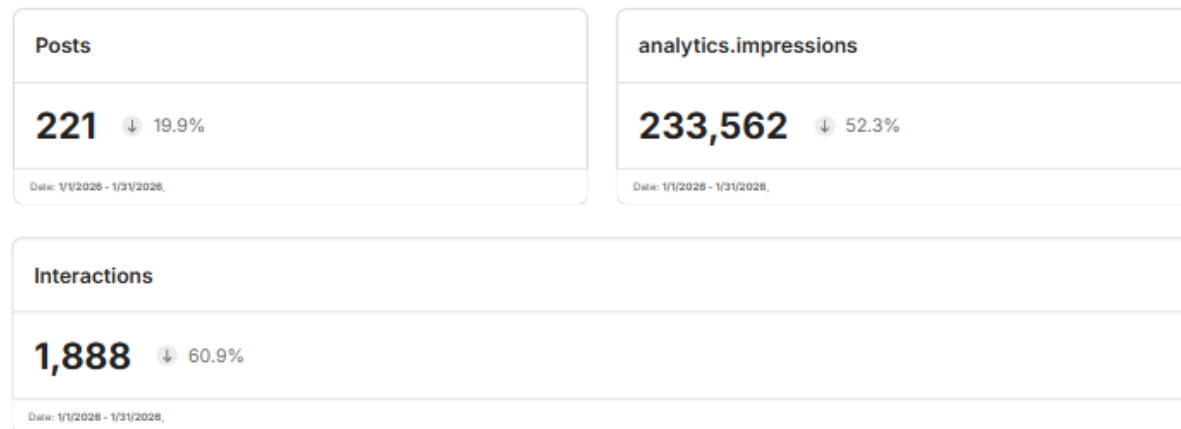 Posts
analytics.impressions
221 ↓ 19.9%
233,562 ↓ 52.3%
Date: 1/1/2026 - 1/31/2026,
Date: 1/1/2026 - 1/31/2026,
Interactions
1,888 ↓ 60.9%
Date: 1/1/2026 - 1/31/2026,